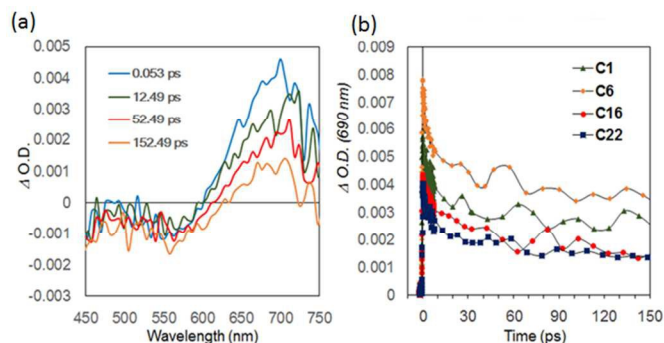 (a)
0.005
0.004
0.003
0.002
0.001
0
-0.001
-0.002
-0.003
Δ O.D.
0.053 ps
12.49 ps
52.49 ps
152.49 ps
450 500 550 600 650 700 750
Wavelength (nm)
(b)
0.009
0.008
0.007
0.006
0.005
0.004
0.003
0.002
0.001
0
Δ O.D. (690 nm)
C1
C6
C16
C22
0 30 60 90 120 150
Time (ps)